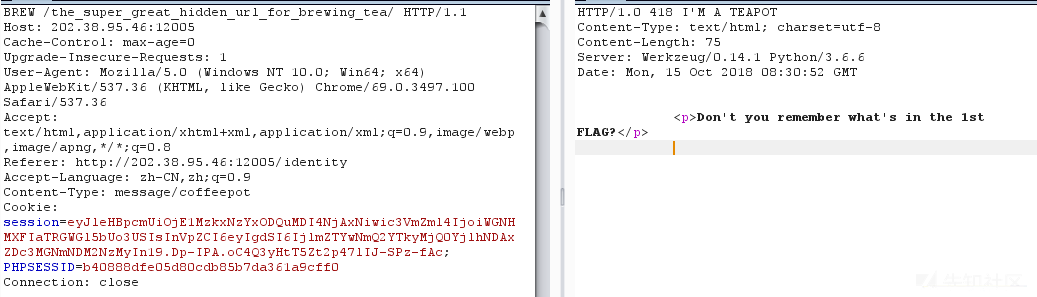 BREW /the_super_great_hidden_url_for_brewing_tea/ HTTP/1.1
Host: 202.38.95.46:12005
Cache-Control: max-age=0
Upgrade-Insecure-Requests: 1
User-Agent: Mozilla/5.0 (Windows NT 10.0; Win64; x64)
AppleWebKit/537.36 (KHTML, like Gecko) Chrome/69.0.3497.100
Safari/537.36
Accept:
text/html,application/xhtml+xml,application/xml;q=0.9,image/webp
,image/apng,*/*;q=0.8
Referer: http://202.38.95.46:12005/identity
Accept-Language: zh-CN,zh;q=0.9
Content-Type: message/coffeepot
Cookie:
session=eyJleHBpcmUiOjE1MzkxNzYxODQuMDI4NjAxNiwic3VmZml4IjoiWGNH
MXFIaTRGWGl5bUo3USIsInVpZCI6eyIgdSI6IjlmZTYwNmQ2YTkyMjQ0YjlhNDAx
ZDc3MGNmNDM2NzMyIn19.Dp-IPA.oC4Q3yHtT5Zt2p47lIJ-SPz-fAc;
PHPSESSID=b40888dfe05d80cdb85b7da361a9cff0
Connection: close
HTTP/1.0 418 I'M A TEAPOT
Content-Type: text/html; charset=utf-8
Content-Length: 75
Server: Werkzeug/0.14.1 Python/3.6.6
Date: Mon, 15 Oct 2018 08:30:52 GMT
<p>Don't you remember what's in the 1st
FLAG?</p>
先知社区